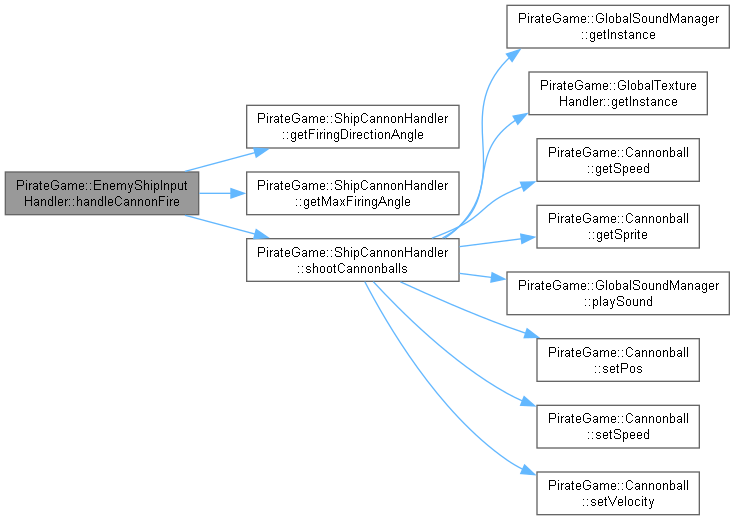 PirateGame::EnemyShipInput
Handler::handleCannonFire
PirateGame::ShipCannonHandler
::getFiringDirectionAngle
PirateGame::ShipCannonHandler
::getMaxFiringAngle
PirateGame::ShipCannonHandler
::shootCannonballs
PirateGame::GlobalSoundManager
::getInstance
PirateGame::GlobalTexture
Handler::getInstance
PirateGame::Cannonball
::getSpeed
PirateGame::Cannonball
::getSprite
PirateGame::GlobalSoundManager
::playSound
PirateGame::Cannonball
::setPos
PirateGame::Cannonball
::setSpeed
PirateGame::Cannonball
::setVelocity